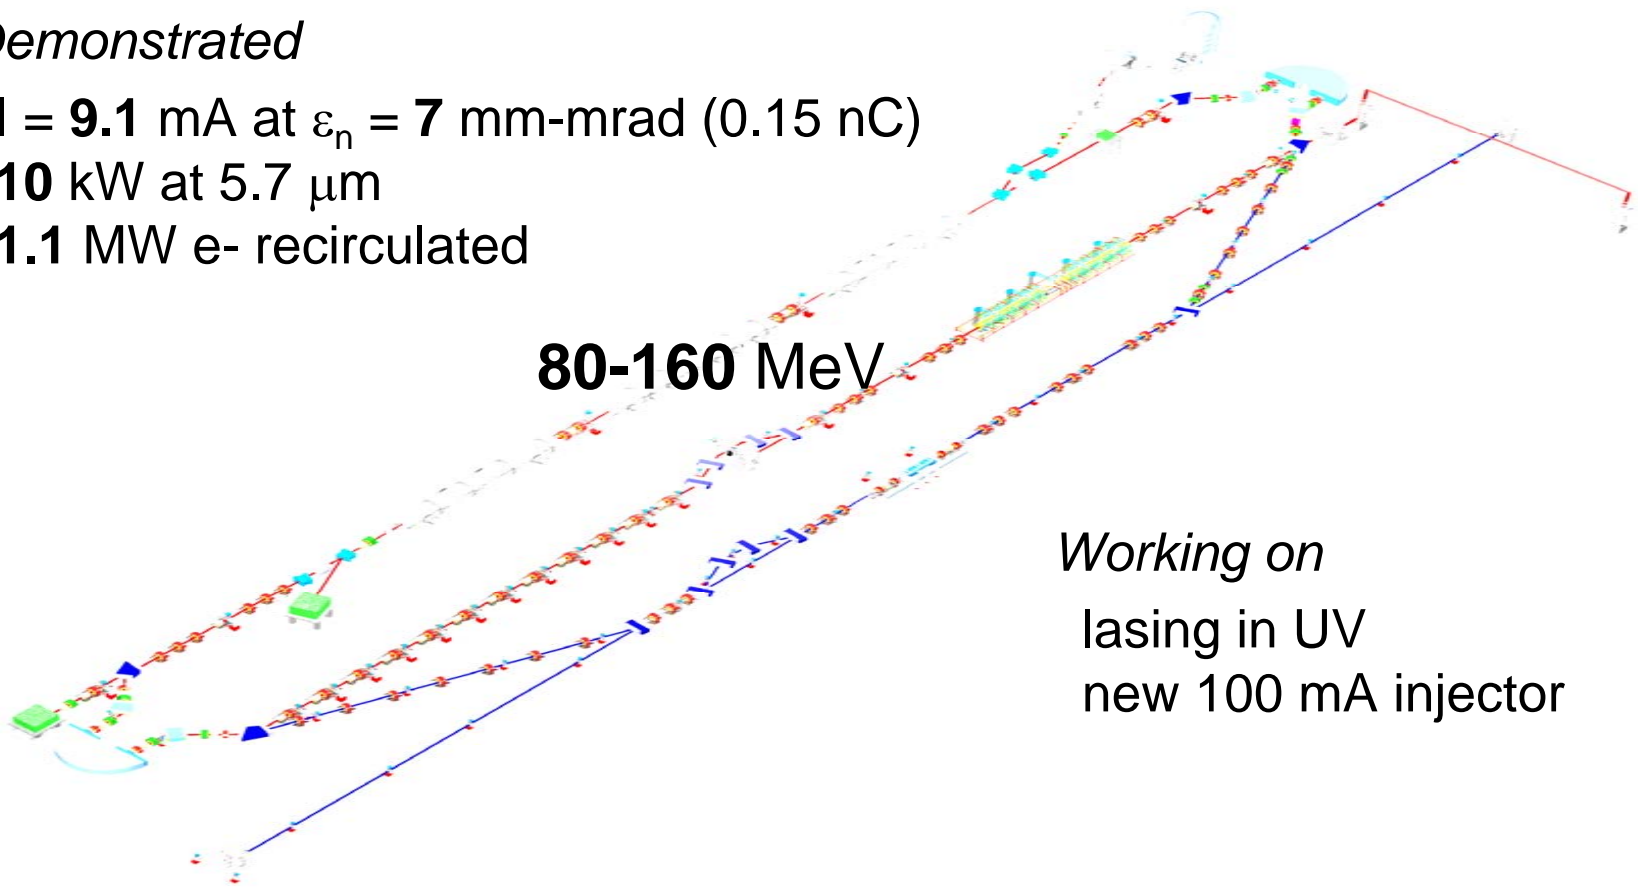 Demonstrated
I = 9.1 mA at εn = 7 mm-mrad (0.15 nC)
10 kW at 5.7 μm
1.1 MW e- recirculated
80-160 MeV
Working on
lasing in UV
new 100 mA injector